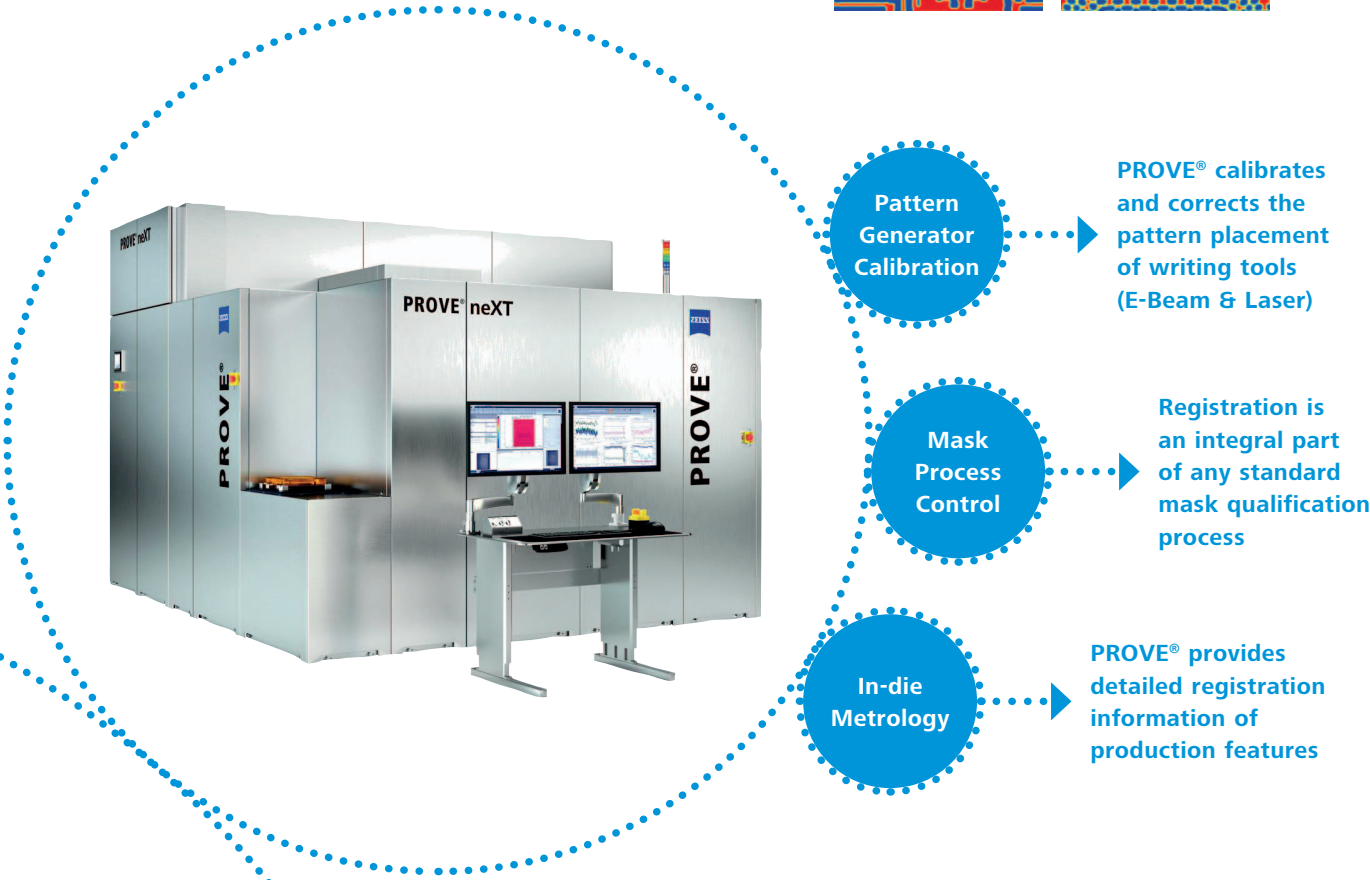 PROVE® neXT
PROVE® neXT
ZEISS
PROVE®
PROVE®
Pattern
Generator
Calibration
PROVE® calibrates
and corrects the
pattern placement
of writing tools
(E-Beam & Laser)
Mask
Process
Control
Registration is
an integral part
of any standard
mask qualification
process
In-die
Metrology
PROVE® provides
detailed registration
information of
production features